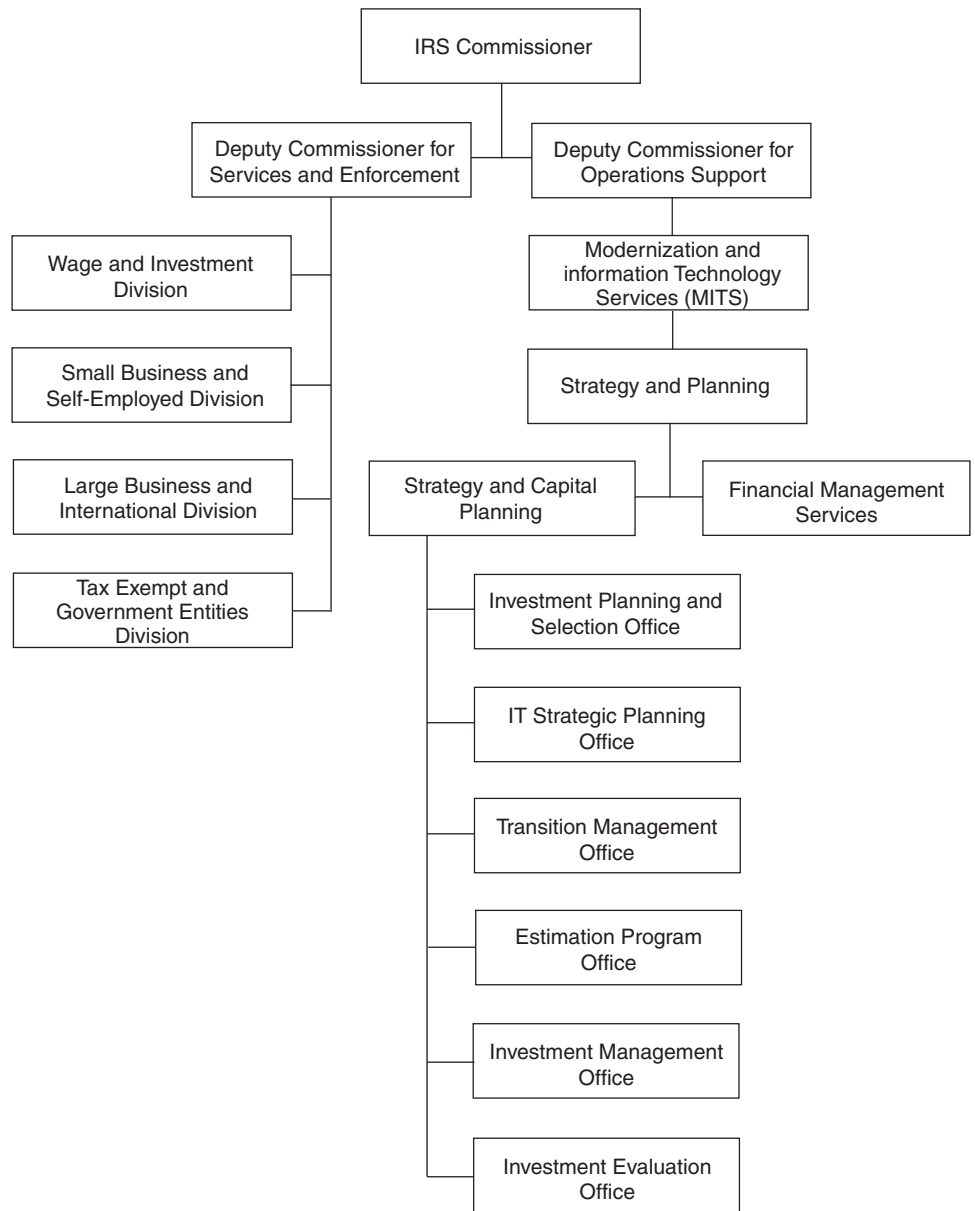 IRS Commissioner
Deputy Commissioner for
Services and Enforcement
Deputy Commissioner for
Operations Support
Wage and Investment
Division
Small Business and
Self-Employed Division
Large Business and
International Division
Tax Exempt and
Government Entities
Division
Modernization and
information Technology
Services (MITS)
Strategy and Planning
Strategy and Capital
Planning
Financial Management
Services
Investment Planning and
Selection Office
IT Strategic Planning
Office
Transition Management
Office
Estimation Program
Office
Investment Management
Office
Investment Evaluation
Office